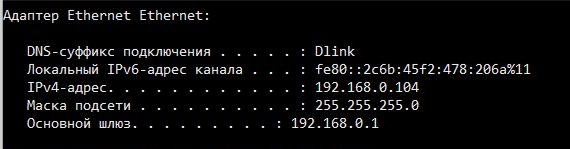 Адаптер Ethernet Ethernet:
DNS-суффикс подключения . . . . . : Dlink
Локальный IPv6-адрес канала . . . : fe80::2c6b:45f2:478:206a%11
IPv4-адрес. . . . . . . . . . . . : 192.168.0.104
Маска подсети . . . . . . . . . . : 255.255.255.0
Основной шлюз. . . . . . . . . : 192.168.0.1